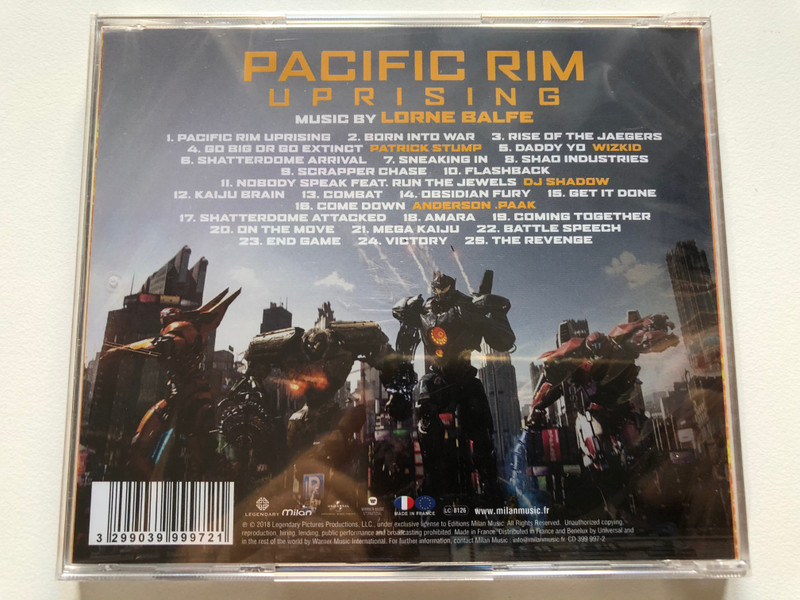 PACIFIC RIM
UPRISING
MUSIC BY LORNE BALFE
1. PACIFIC RIM UPRISING 2. BORN INTO WAR 3. RISE OF THE JAEGERS
4. GO BIG OR GO EXTINCT PATRICK STUMP 5. DADDY YO WIZKID
6. SHATTERDOME ARRIVAL 7. SNEAKING IN 8. SHAO INDUSTRIES
9. SCRAPPER CHASE 10. FLASHBACK
11. NOBODY SPEAK FEAT. RUN THE JEWELS DJ SHADOW
12. KAIJU BRAIN 13. COMBAT 14. OBSIDIAN FURY 15. GET IT DONE
16. COME DOWN ANDERSON .PAAK
17. SHATTERDOME ATTACKED 18. AMARA 19. COMING TOGETHER
20. ON THE MOVE 21. MEGA KAIJU 22. BATTLE SPEECH
23. END GAME 24. VICTORY 25. THE REVENGE
LEGENDARY milan MADE IN FRANCE LC 8126 www.milanmusic.fr
℗ © 2018 Legendary Pictures Productions, LLC. under exclusive license to Editions Milan Music. All Rights Reserved. Unauthorized copying,
reproduction, hiring, lending, public performance and broadcasting prohibited. Made in France. Distributed in France and Benelux by Universal and
in the rest of the world by Warner Music International. For further information, contact Milan Music : info@milanmusic.fr CD 399 997-2
3 299039 999721